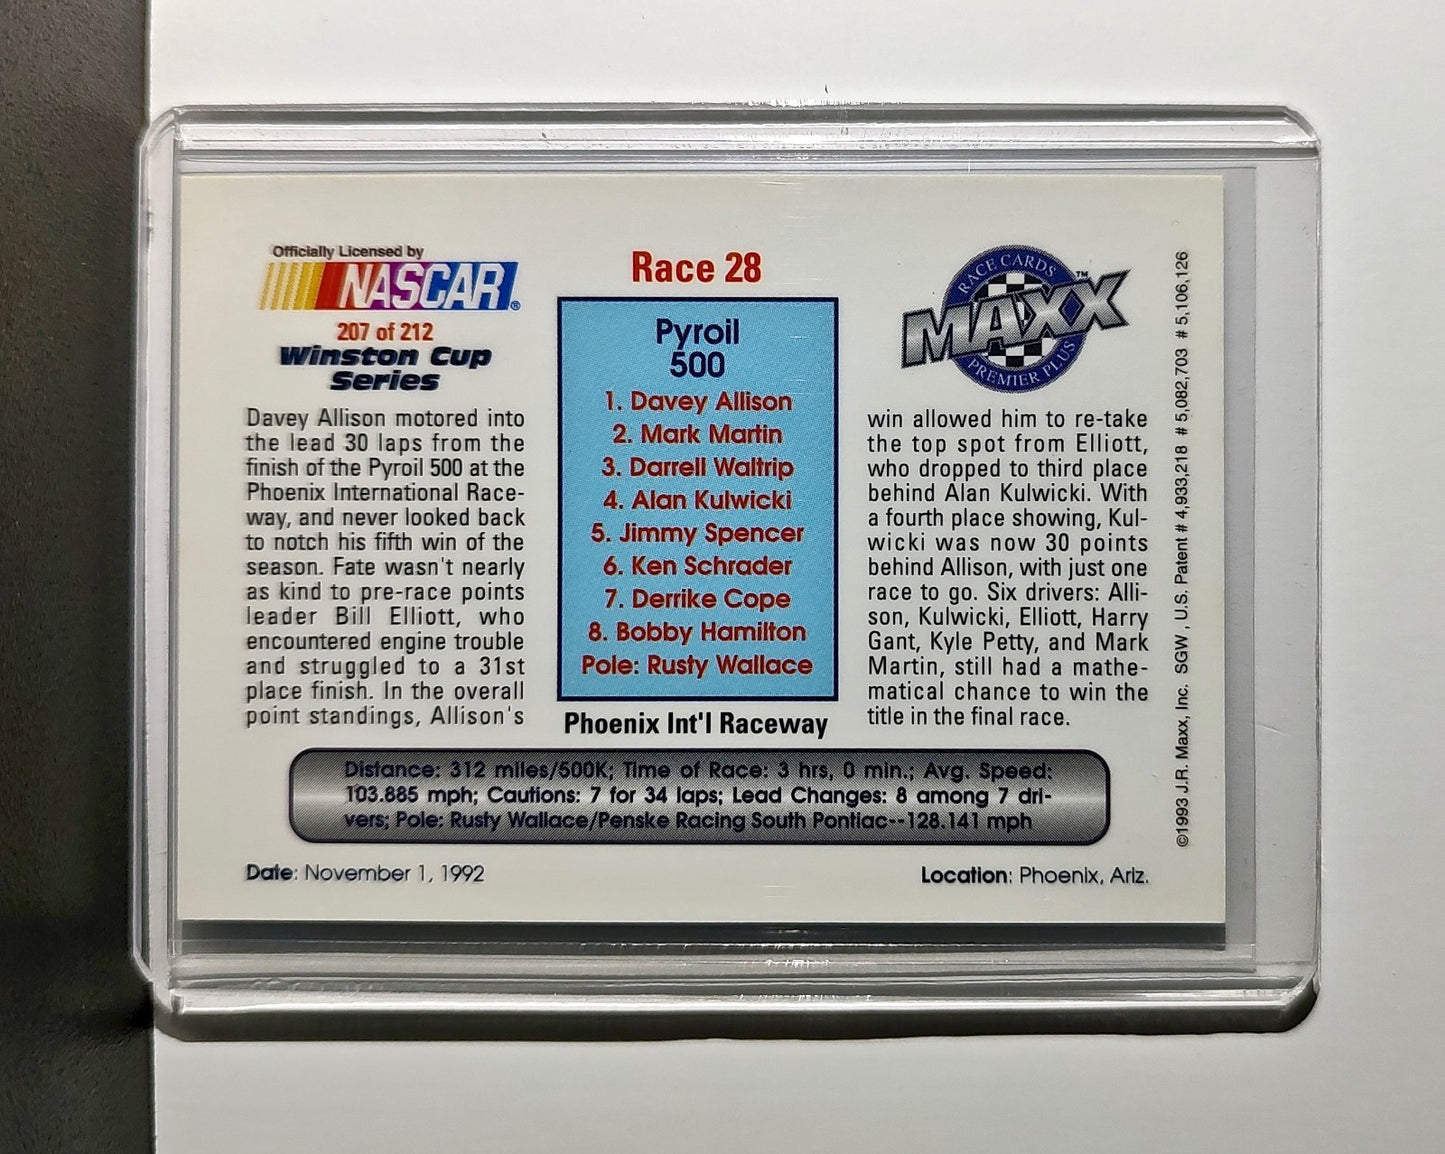 Officially Licensed by
NASCAR®
207 of 212
Winston Cup
Series
Davey Allison motored into
the lead 30 laps from the
finish of the Pyroil 500 at the
Phoenix International Race-
way, and never looked back
to notch his fifth win of the
season. Fate wasn't nearly
as kind to pre-race points
leader Bill Elliott, who
encountered engine trouble
and struggled to a 31st
place finish. In the overall
point standings, Allison's
Race 28
Pyroil
500
1. Davey Allison
2. Mark Martin
3. Darrell Waltrip
4. Alan Kulwicki
5. Jimmy Spencer
6. Ken Schrader
7. Derrike Cope
8. Bobby Hamilton
Pole: Rusty Wallace
Phoenix Int'l Raceway
RACE CARDS
MAXX™
PREMIER PLUS
win allowed him to re-take
the top spot from Elliott,
who dropped to third place
behind Alan Kulwicki. With
a fourth place showing, Kul-
wicki was now 30 points
behind Allison, with just one
race to go. Six drivers: Alli-
son, Kulwicki, Elliott, Harry
Gant, Kyle Petty, and Mark
Martin, still had a mathe-
matical chance to win the
title in the final race.
©1993 J.R. Maxx, Inc. SGW, U.S. Patent # 4,933,218 # 5,082,703 # 5,106,126
Distance: 312 miles/500K; Time of Race: 3 hrs, 0 min.; Avg. Speed:
103.885 mph; Cautions: 7 for 34 laps; Lead Changes: 8 among 7 dri-
vers; Pole: Rusty Wallace/Penske Racing South Pontiac--128.141 mph
Date: November 1, 1992
Location: Phoenix, Ariz.